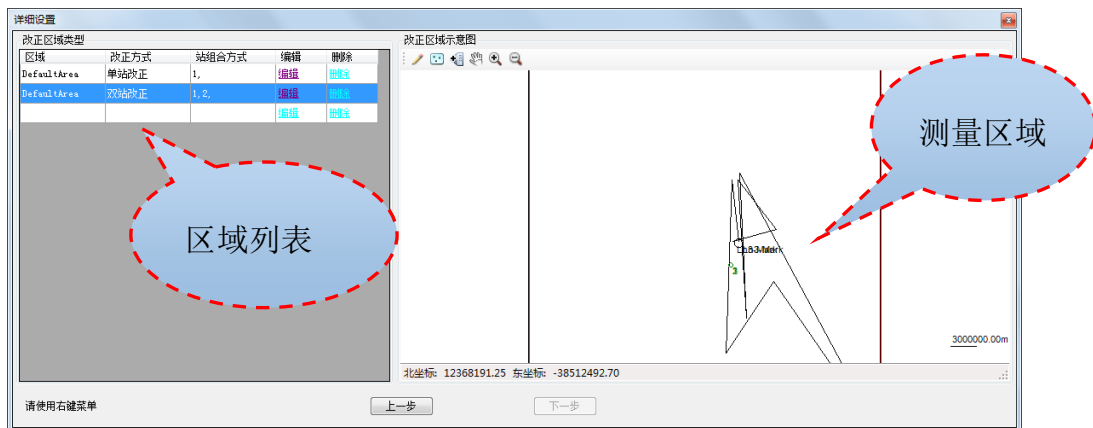 详细设置
改正区域类型
区域 改正方式 站组合方式 编辑 删除
DefaultArea 单站改正 1, 编辑 删除
DefaultArea 双站改正 1,2, 编辑 删除
编辑 删除
区域列表
改正区域示意图
测量区域
3000000.00m
北坐标: 12368191.25 东坐标: -38512492.70
请使用右键菜单
上一步
下一步